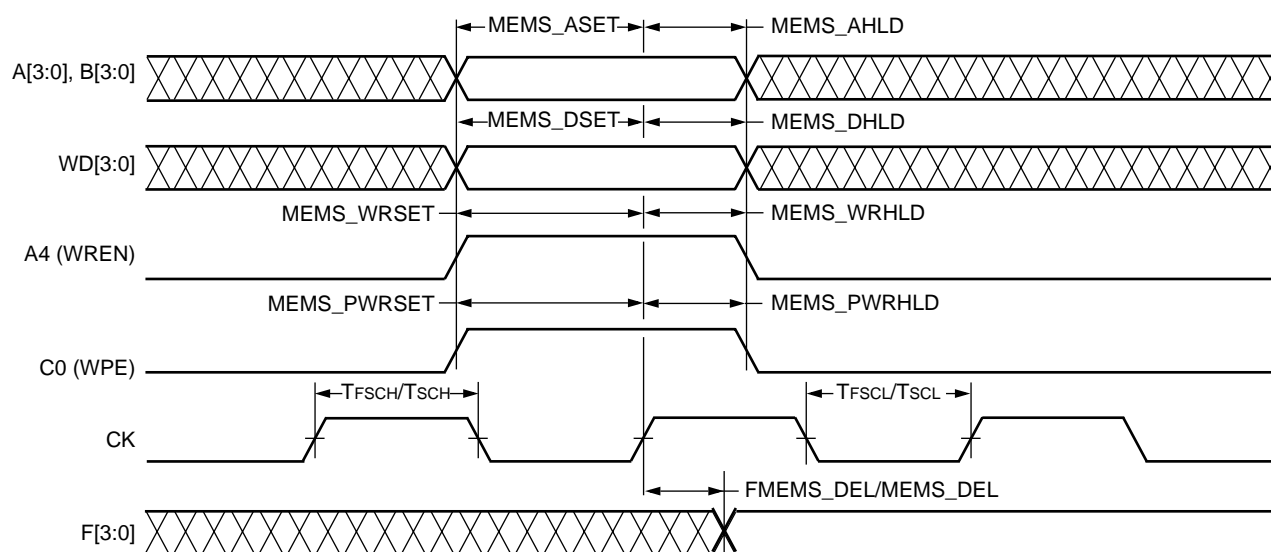 MEMS_ASET MEMS_AHLD
A[3:0], B[3:0]
MEMS_DSET MEMS_DHLD
WD[3:0]
MEMS_WRSET MEMS_WRHLD
A4 (WREN)
MEMS_PWRSET MEMS_PWRHLD
C0 (WPE)
TFSCH/TSCH TFSCL/TSCL
CK
FMEMS_DEL/MEMS_DEL
F[3:0]